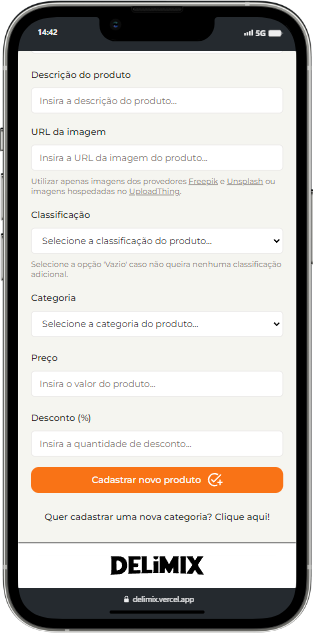 14:42
5G
Descrição do produto
Insira a descrição do produto...
URL da imagem
Insira a URL da imagem do produto...
Utilizar apenas imagens dos provedores Freepik e Unsplash ou
imagens hospedadas no UploadThing.
Classificação
Selecione a classificação do produto...
Selecione a opção 'Vazio' caso não queira nenhuma classificação
adicional.
Categoria
Selecione a categoria do produto...
Preço
Insira o valor do produto...
Desconto (%)
Insira a quantidade de desconto...
Cadastrar novo produto
Quer cadastrar uma nova categoria? Clique aqui!
DELiMIX
delimix.vercel.app